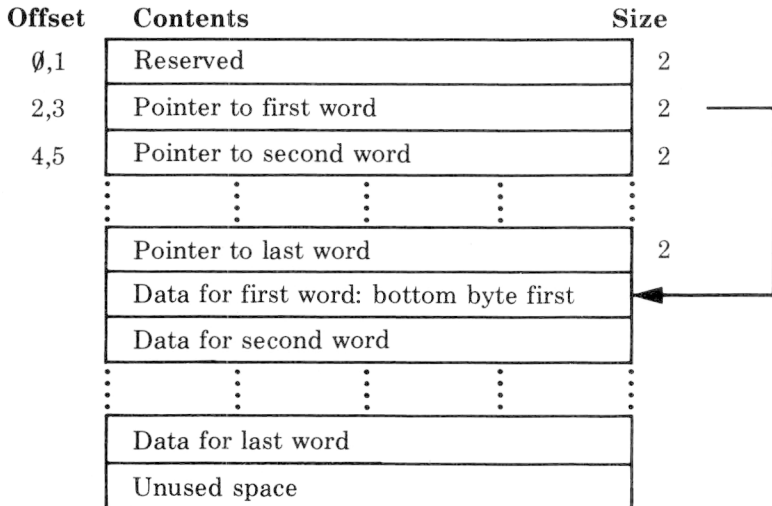 Offset Contents Size
Ø,1 Reserved 2
2,3 Pointer to first word 2
4,5 Pointer to second word 2
Pointer to last word 2
Data for first word: bottom byte first
Data for second word
Data for last word
Unused space